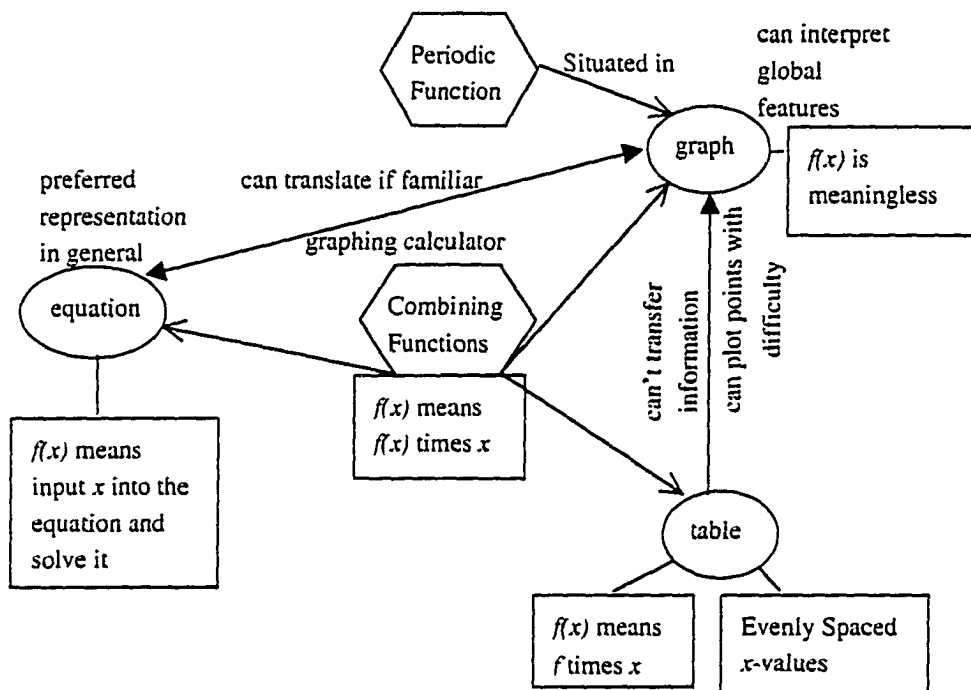 Periodic
Function
Situated in
can interpret
global
features
graph
f(x) is
meaningless
preferred
representation
in general
can translate if familiar
graphing calculator
equation
Combining
Functions
f(x) means
f(x) times x
can't transfer
information
can plot points with
difficulty
f(x) means
input x into the
equation and
solve it
table
f(x) means
f times x
Evenly Spaced
x-values